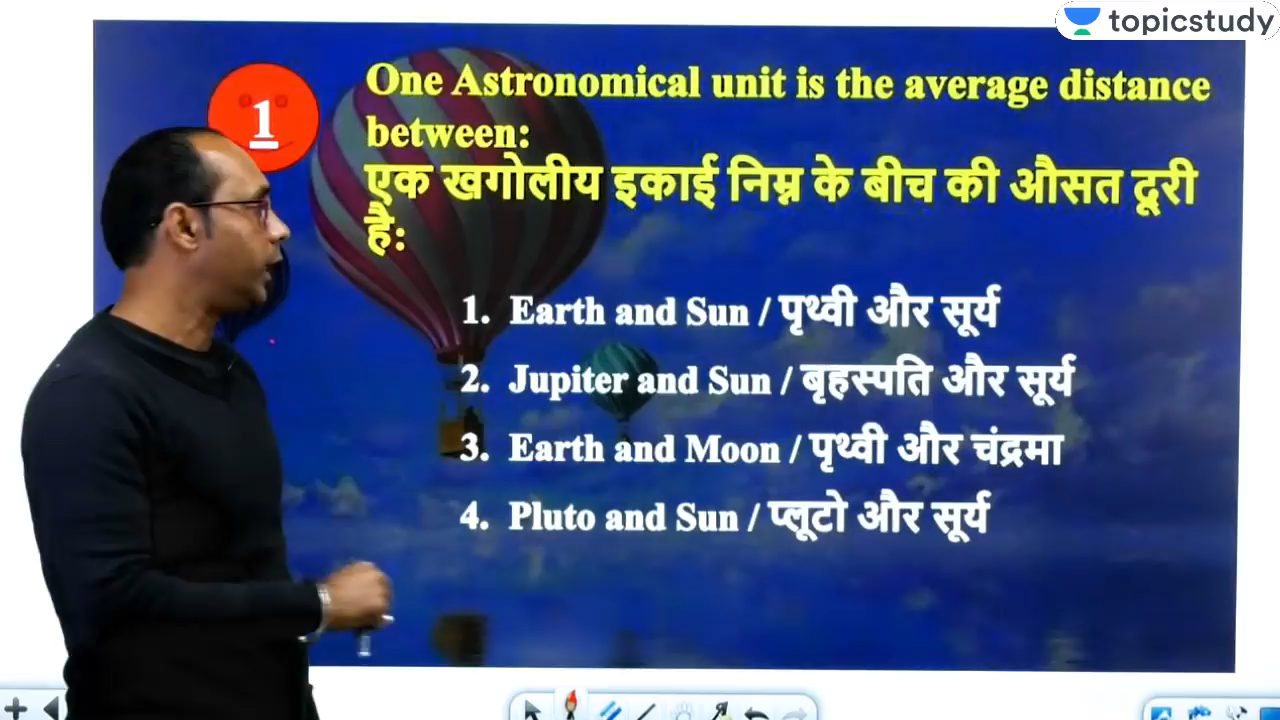 topicstudy
1
One Astronomical unit is the average distance
between:
एक खगोलीय इकाई निम्न के बीच की औसत दूरी
है:
1. Earth and Sun / पृथ्वी और सूर्य
2. Jupiter and Sun / बृहस्पति और सूर्य
3. Earth and Moon / पृथ्वी और चंद्रमा
4. Pluto and Sun / प्लूटो और सूर्य